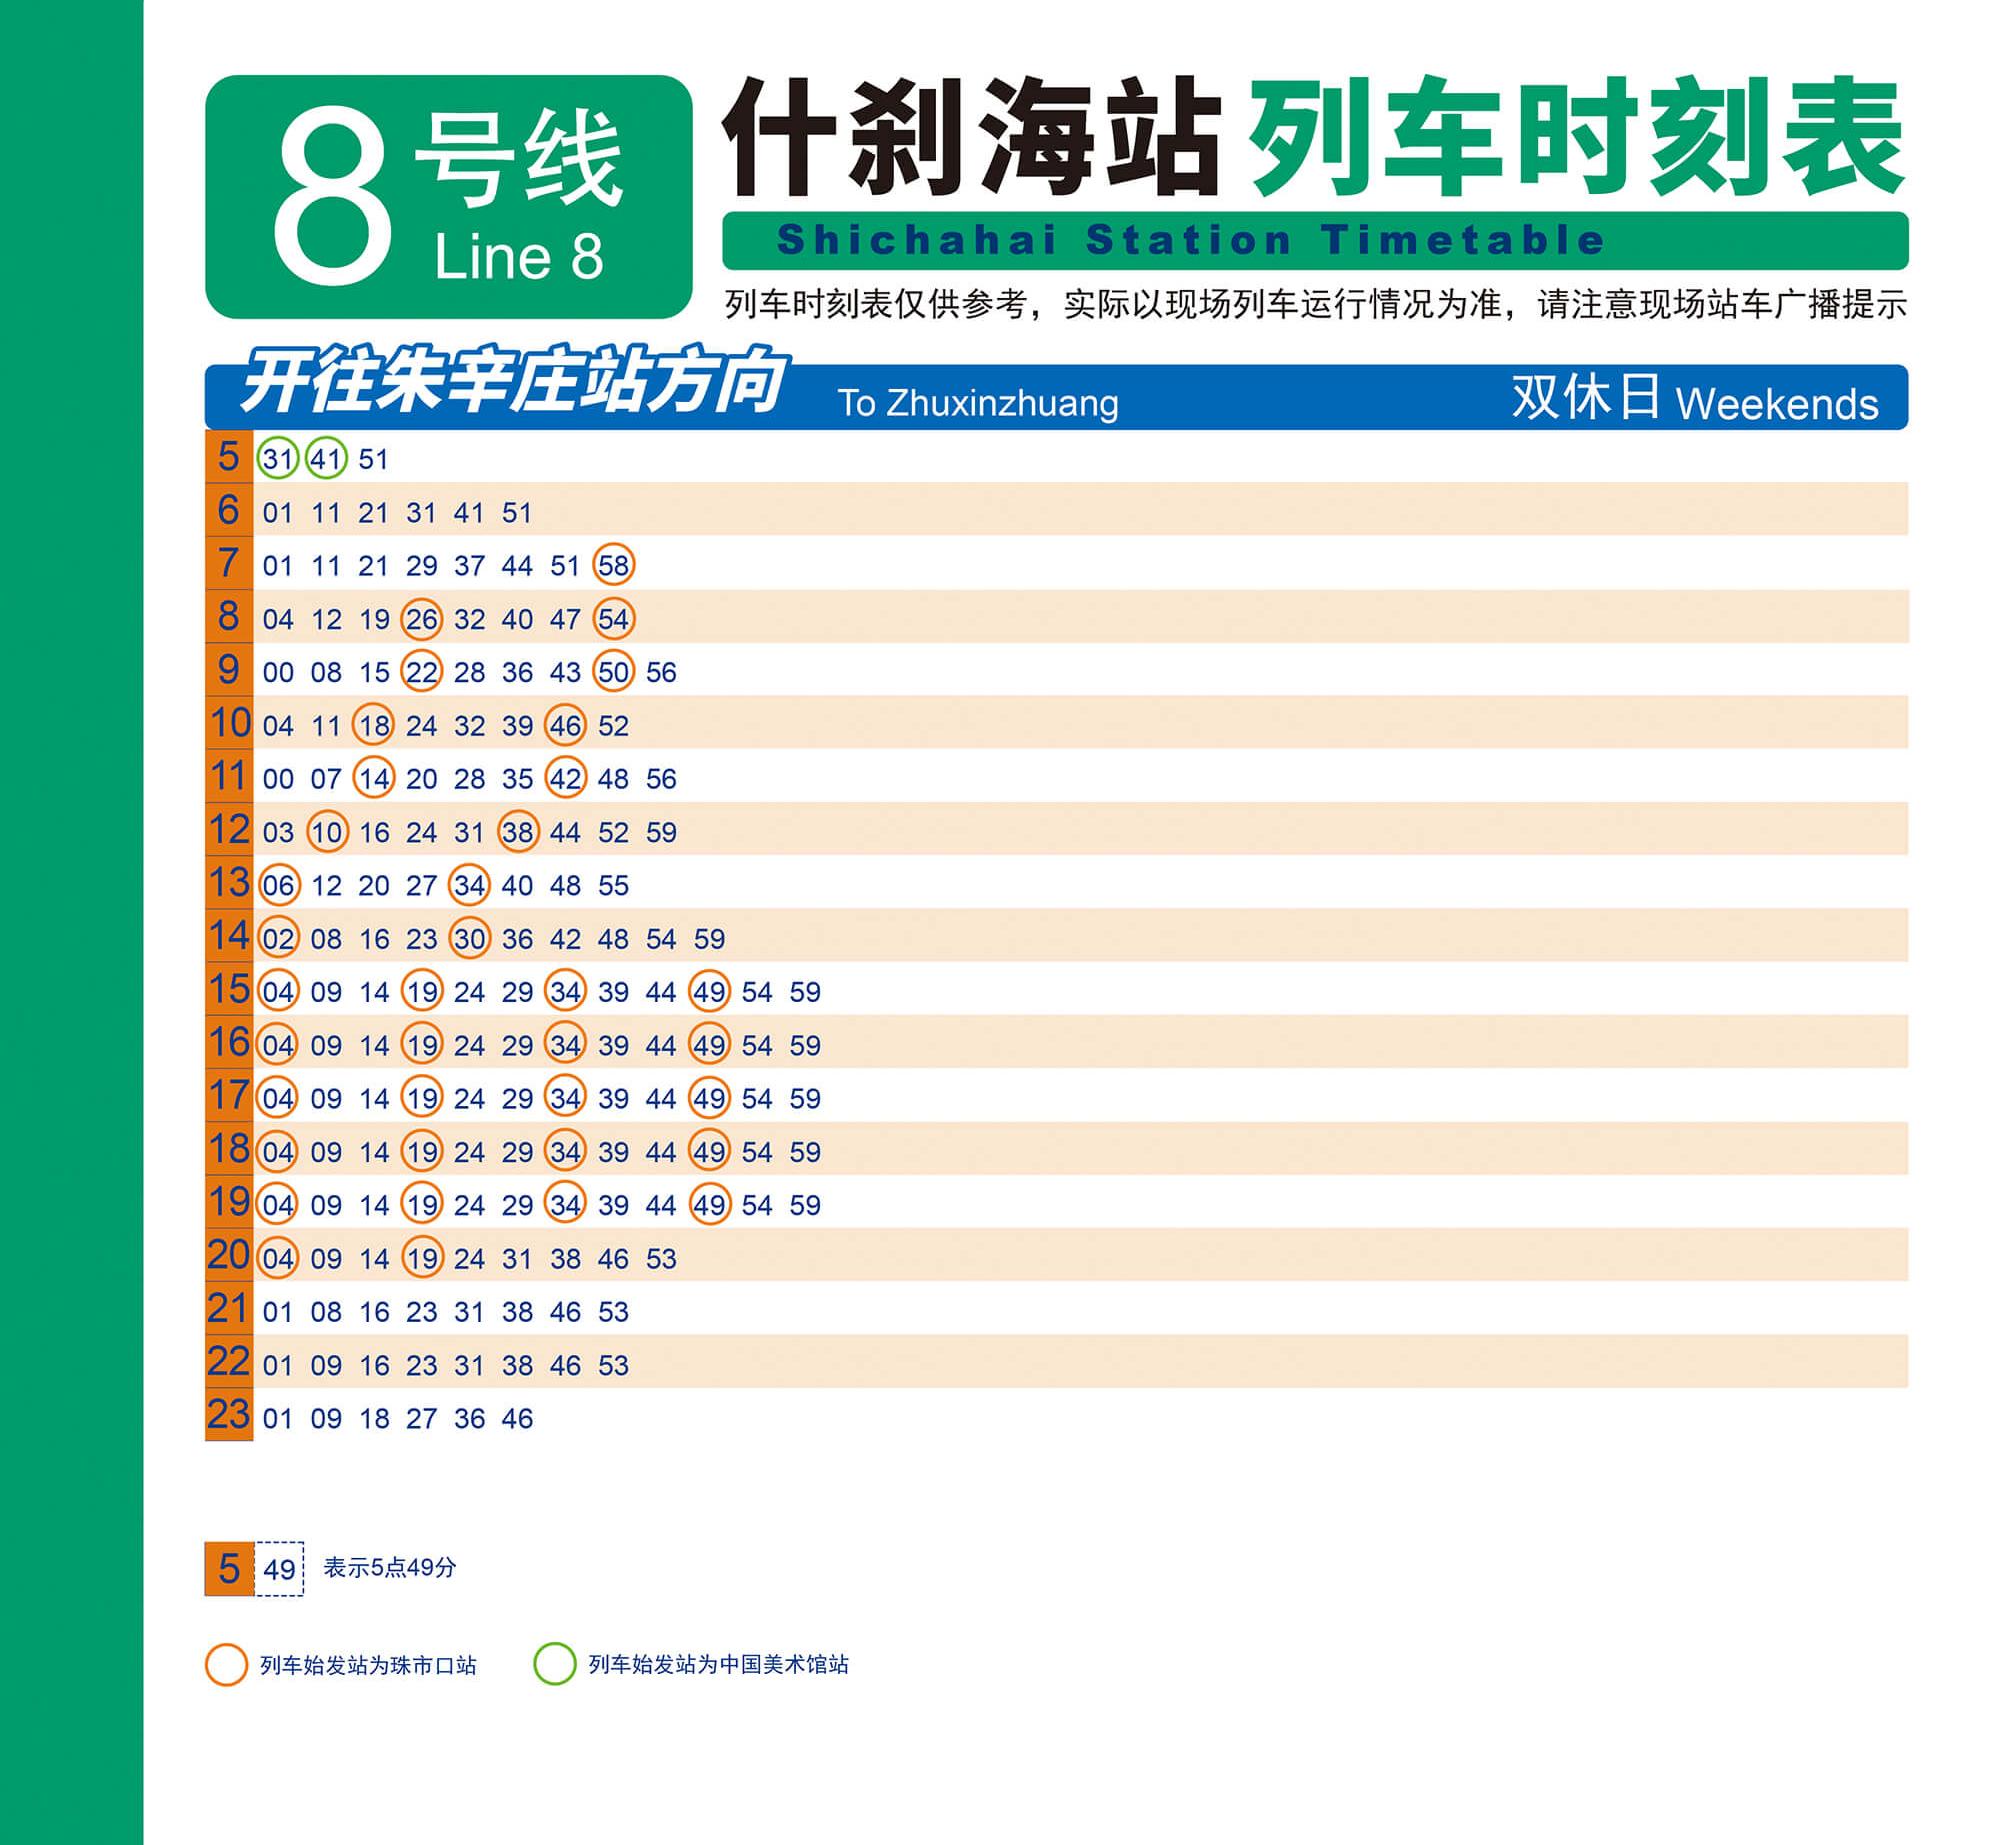 8号线
Line 8
什刹海站列车时刻表
Shichahai Station Timetable
列车时刻表仅供参考，实际以现场列车运行情况为准，请注意现场站车广播提示
开往朱辛庄站方向 To Zhuxinzhuang 双休日 Weekends
5 31 41 51
6 01 11 21 31 41 51
7 01 11 21 29 37 44 51 58
8 04 12 19 26 32 40 47 54
9 00 08 15 22 28 36 43 50 56
10 04 11 18 24 32 39 46 52
11 00 07 14 20 28 35 42 48 56
12 03 10 16 24 31 38 44 52 59
13 06 12 20 27 34 40 48 55
14 02 08 16 23 30 36 42 48 54 59
15 04 09 14 19 24 29 34 39 44 49 54 59
16 04 09 14 19 24 29 34 39 44 49 54 59
17 04 09 14 19 24 29 34 39 44 49 54 59
18 04 09 14 19 24 29 34 39 44 49 54 59
19 04 09 14 19 24 29 34 39 44 49 54 59
20 04 09 14 19 24 31 38 46 53
21 01 08 16 23 31 38 46 53
22 01 09 16 23 31 38 46 53
23 01 09 18 27 36 46
5 49 表示5点49分
列车始发站为珠市口站 列车始发站为中国美术馆站